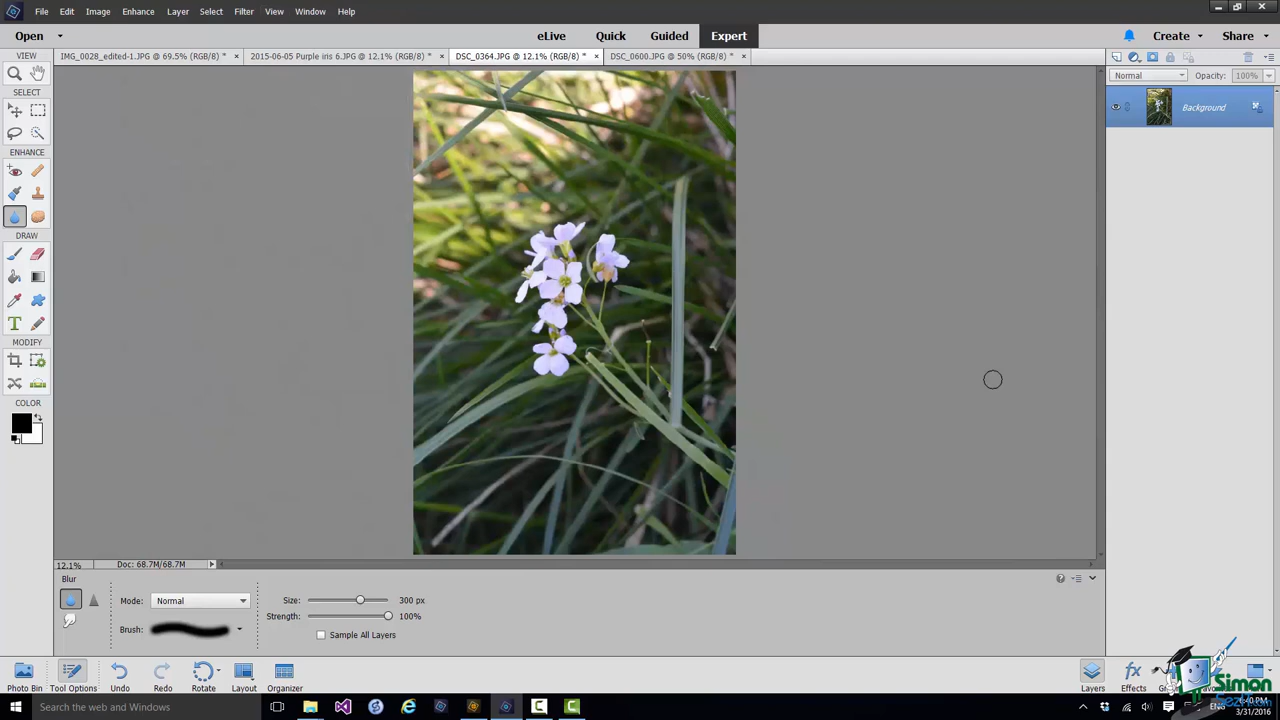 File Edit Image Enhance Layer Select Filter View Window Help
Open eLive Quick Guided Expert Create Share
VIEW IMG_0028_edited-1.JPG @ 69.5% (RGB/8) * × 2015-06-05 Purple iris 6.JPG @ 12.1% (RGB/8) * × DSC_0364.JPG @ 12.1% (RGB/8) * × DSC_0600.JPG @ 50% (RGB/8) * ×
Normal Opacity: 100%
SELECT
Background
ENHANCE
DRAW
MODIFY
COLOR
12.1% Doc: 68.7M/68.7M
Blur
Mode: Normal Size: 300 px
Strength: 100%
Brush: Sample All Layers
Photo Bin Tool Options Undo Redo Rotate Layout Organizer Layers Effects
Simon
Search the web and Windows ENG
3/31/2016